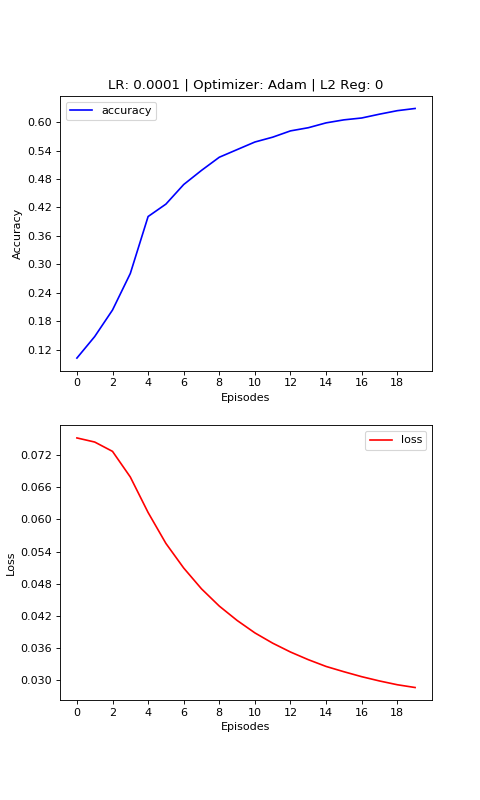 LR: 0.0001 | Optimizer: Adam | L2 Reg: 0
accuracy
0.60
0.54
0.48
0.42
0.36
0.30
0.24
0.18
0.12
Accuracy
0 2 4 6 8 10 12 14 16 18
Episodes
loss
0.072
0.066
0.060
0.054
0.048
0.042
0.036
0.030
Loss
0 2 4 6 8 10 12 14 16 18
Episodes